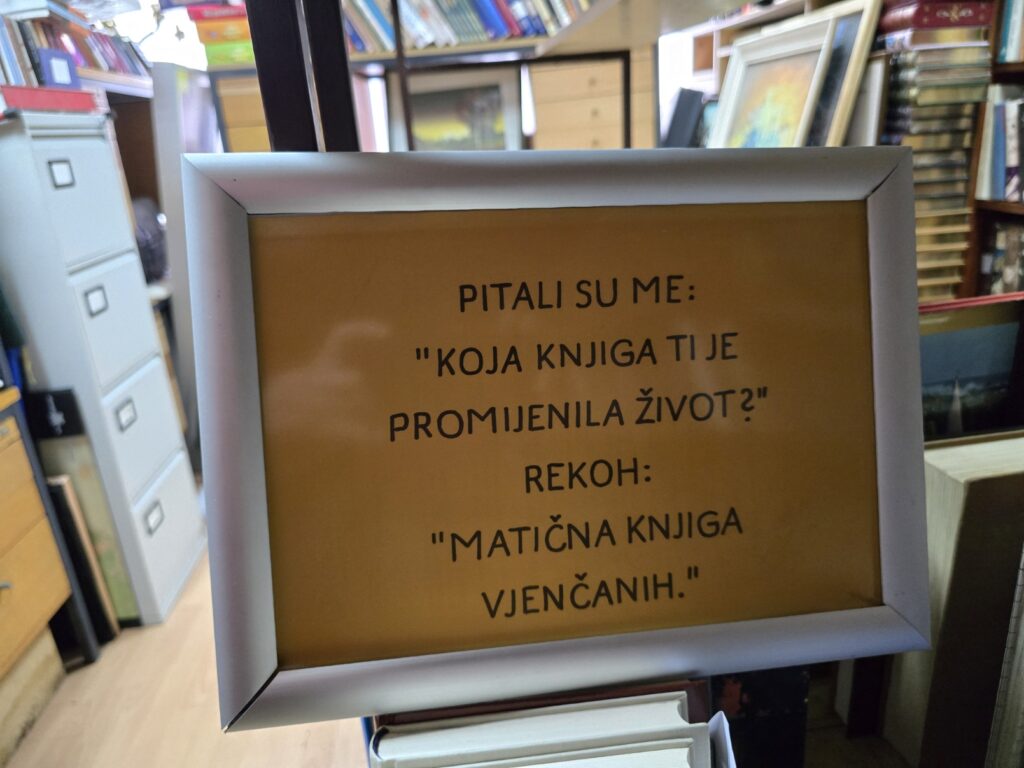 PITALI SU ME:
"KOJA KNJIGA TI JE
PROMIJENILA ŽIVOT?"
REKOH:
"MATIČNA KNJIGA
VJENČANIH."